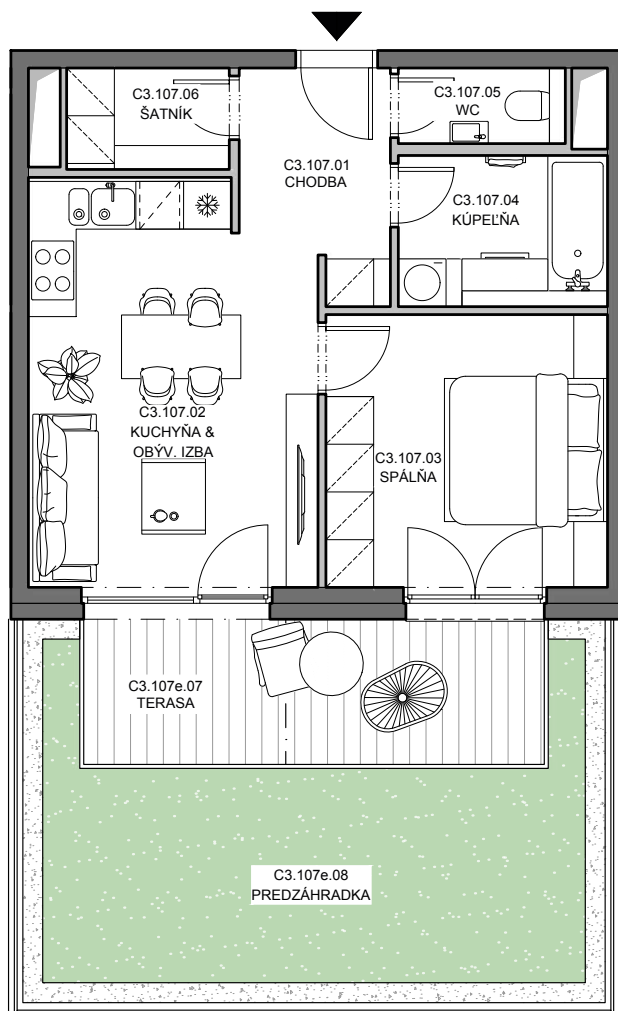 C3.107.06
ŠATNÍK
C3.107.05
WC
C3.107.01
CHODBA
C3.107.04
KÚPEĽŇA
C3.107.02
KUCHYŇA &
OBÝV. IZBA
C3.107.03
SPÁLŇA
C3.107e.07
TERASA
C3.107e.08
PREDZÁHRADKA